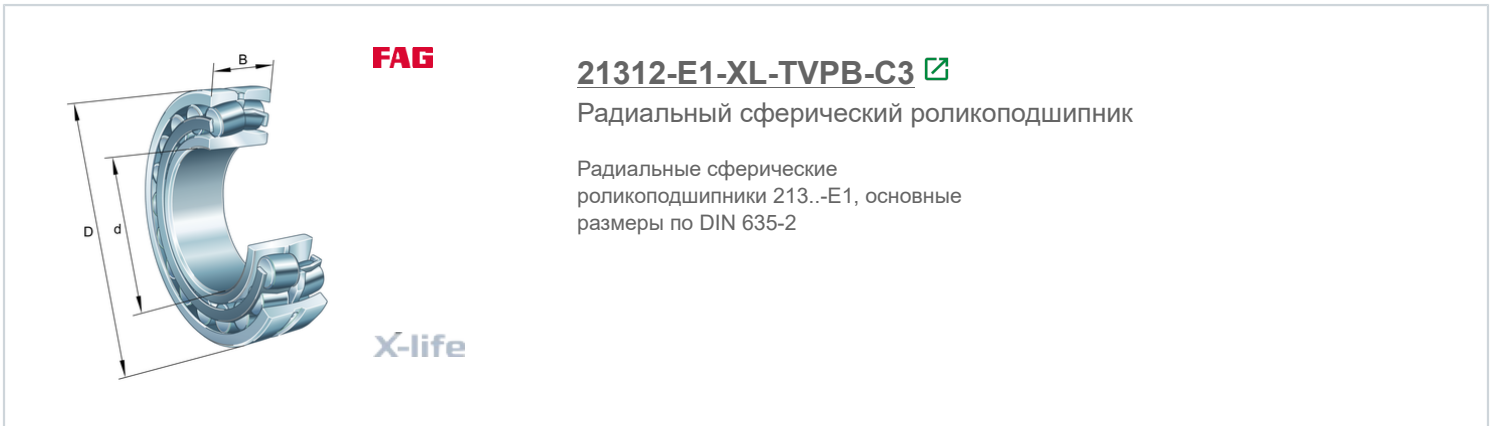 B
D
d
FAG
X-life
21312-E1-XL-TVPB-C3
Радиальный сферический роликоподшипник
Радиальные сферические
роликоподшипники 213..-E1, основные
размеры по DIN 635-2